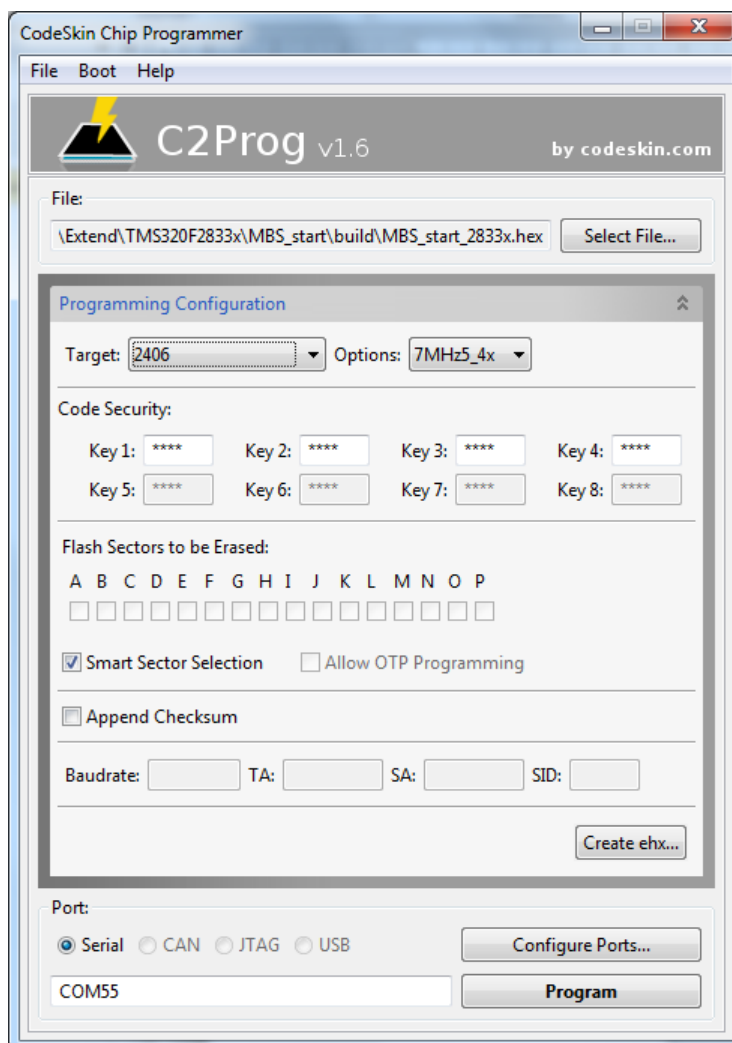 CodeSkin Chip Programmer
File Boot Help
C2Prog v1.6 by codeskin.com
File:
\Extend\TMS320F2833x\MBS_start\build\MBS_start_2833x.hex Select File...
Programming Configuration
Target: 2406 Options: 7MHz5_4x
Code Security:
Key 1: **** Key 2: **** Key 3: **** Key 4: ****
Key 5: **** Key 6: **** Key 7: **** Key 8: ****
Flash Sectors to be Erased:
A B C D E F G H I J K L M N O P
Smart Sector Selection Allow OTP Programming
Append Checksum
Baudrate: TA: SA: SID:
Create ehx...
Port:
Serial CAN JTAG USB Configure Ports...
COM55 Program